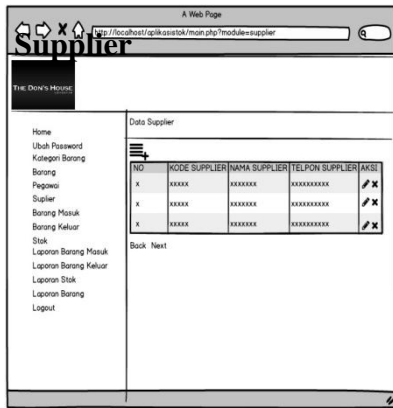 A Web Page
http://localhost/aplikasistok/main.php?module=supplier
Supplier
THE DON'S HOUSE
Data Supplier
Home
Ubah Password
Kategori Barang
Barang
Pegawai
Suplier
Barang Masuk
Barang Keluar
Stok
Laporan Barang Masuk
Laporan Barang Keluar
Laporan Stok
Laporan Barang
Logout
NO KODE SUPPLIER NAMA SUPPLIER TELPON SUPPLIER AKSI
x xxxxx xxxxxxx xxxxxxxxxx
x xxxxx xxxxxxx xxxxxxxxxx
x xxxxx xxxxxxx xxxxxxxxxx
Back Next